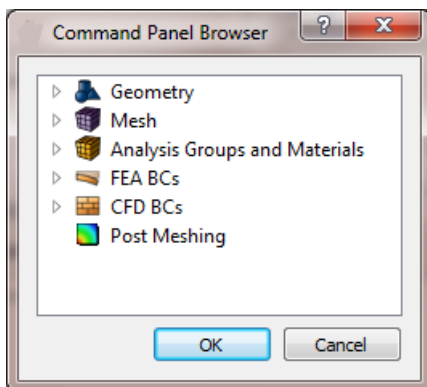 Command Panel Browser
?
X
Geometry
Mesh
Analysis Groups and Materials
FEA BCs
CFD BCs
Post Meshing
OK
Cancel